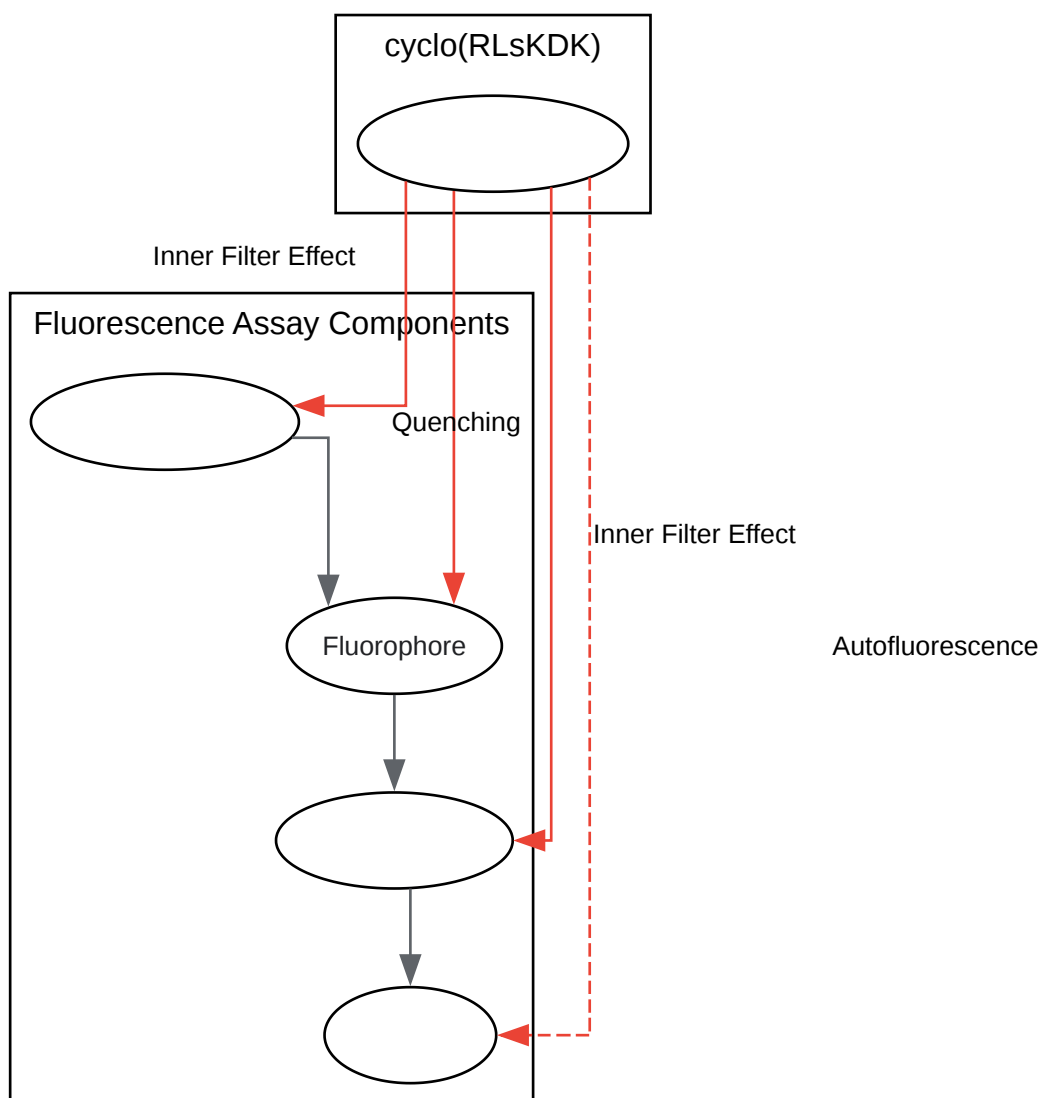 cyclo(RLsKDK)
Inner Filter Effect
Fluorescence Assay Components
Quenching
Inner Filter Effect
Fluorophore
Autofluorescence